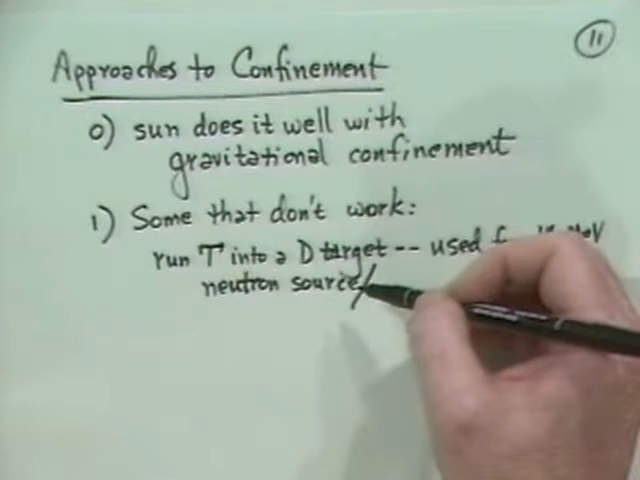 11
Approaches to Confinement
0) sun does it well with
gravitational confinement
1) Some that don't work:
run T into a D target -- used
neutron source